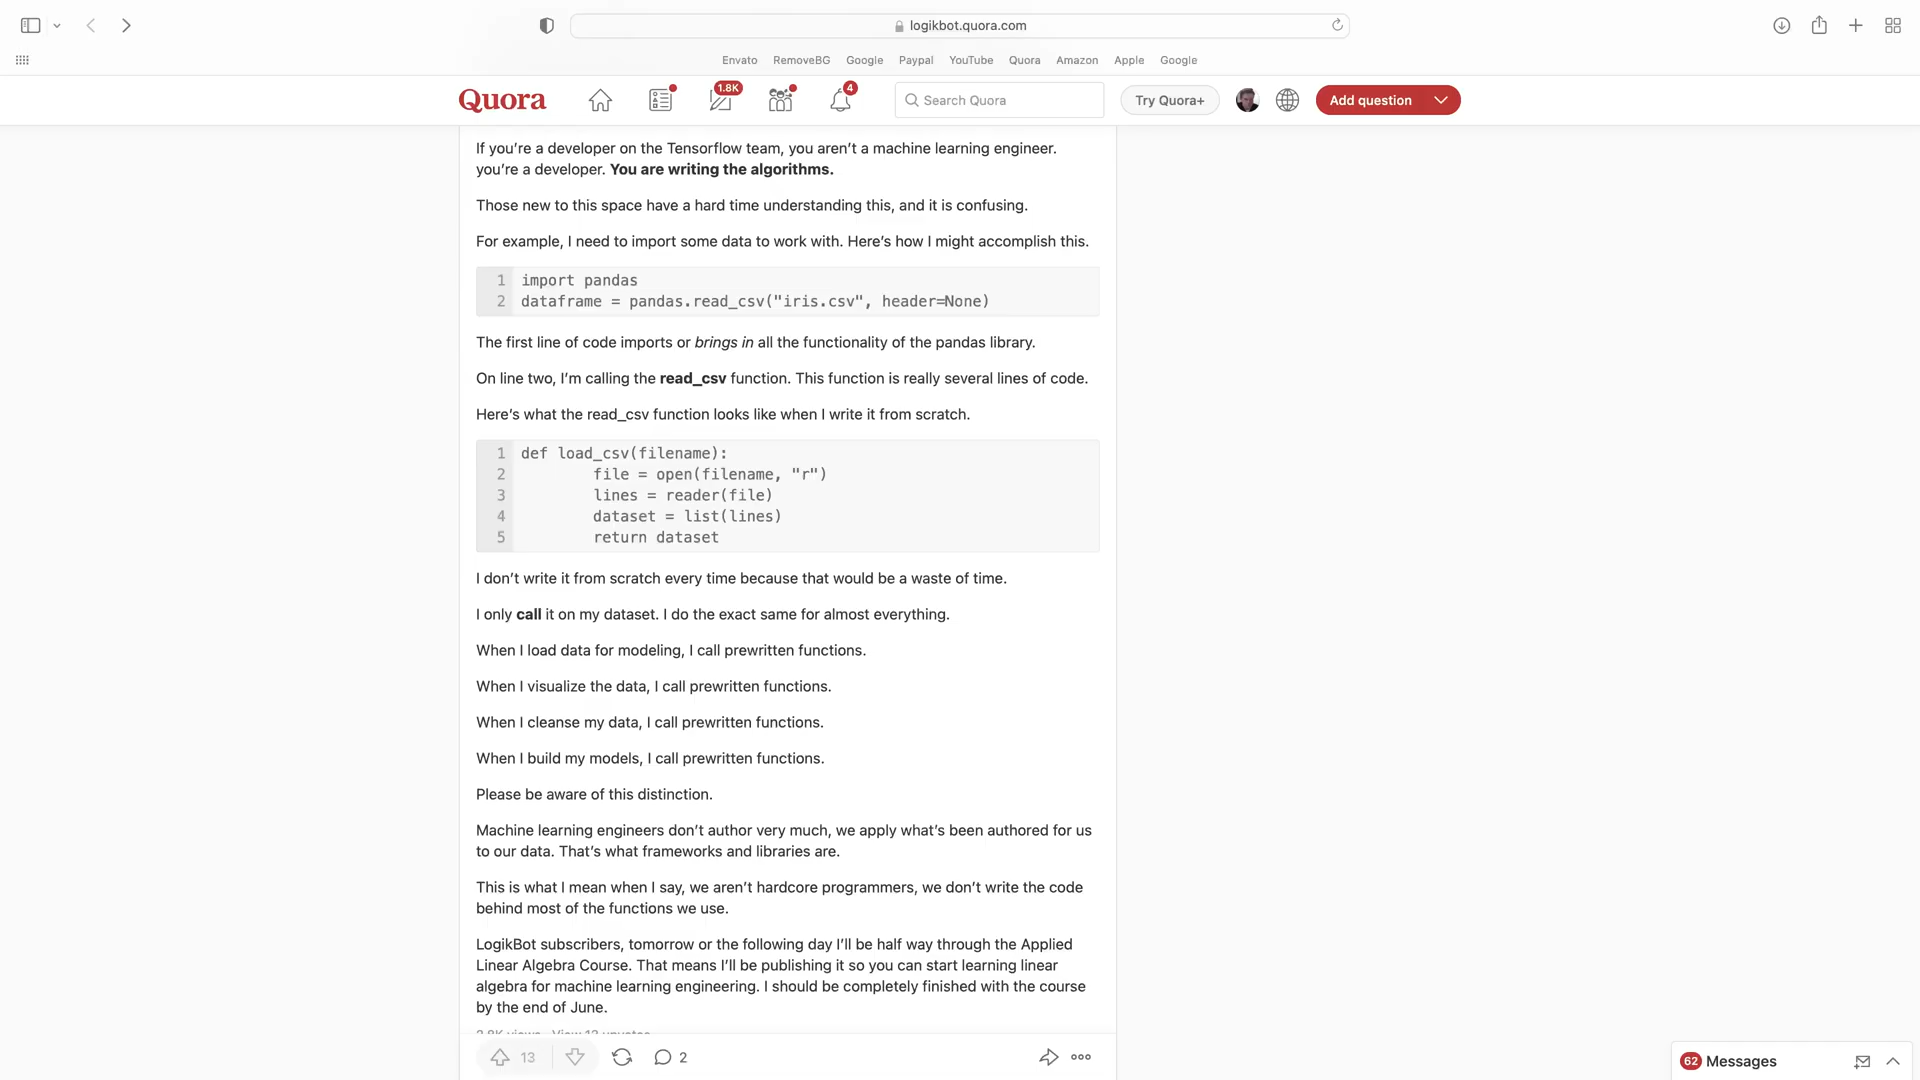 logikbot.quora.com
Envato RemoveBG Google Paypal YouTube Quora Amazon Apple Google
Quora 1.8K 4 Search Quora Try Quora+ Add question
If you're a developer on the Tensorflow team, you aren't a machine learning engineer.
you're a developer. You are writing the algorithms.
Those new to this space have a hard time understanding this, and it is confusing.
For example, I need to import some data to work with. Here's how I might accomplish this.
1 import pandas
2 dataframe = pandas.read_csv("iris.csv", header=None)
The first line of code imports or brings in all the functionality of the pandas library.
On line two, I'm calling the read_csv function. This function is really several lines of code.
Here's what the read_csv function looks like when I write it from scratch.
1 def load_csv(filename):
2 file = open(filename, "r")
3 lines = reader(file)
4 dataset = list(lines)
5 return dataset
I don't write it from scratch every time because that would be a waste of time.
I only call it on my dataset. I do the exact same for almost everything.
When I load data for modeling, I call prewritten functions.
When I visualize the data, I call prewritten functions.
When I cleanse my data, I call prewritten functions.
When I build my models, I call prewritten functions.
Please be aware of this distinction.
Machine learning engineers don't author very much, we apply what's been authored for us
to our data. That's what frameworks and libraries are.
This is what I mean when I say, we aren't hardcore programmers, we don't write the code
behind most of the functions we use.
LogikBot subscribers, tomorrow or the following day I'll be half way through the Applied
Linear Algebra Course. That means I'll be publishing it so you can start learning linear
algebra for machine learning engineering. I should be completely finished with the course
by the end of June.
2.8K views View 13 upvotes
13 2
62 Messages